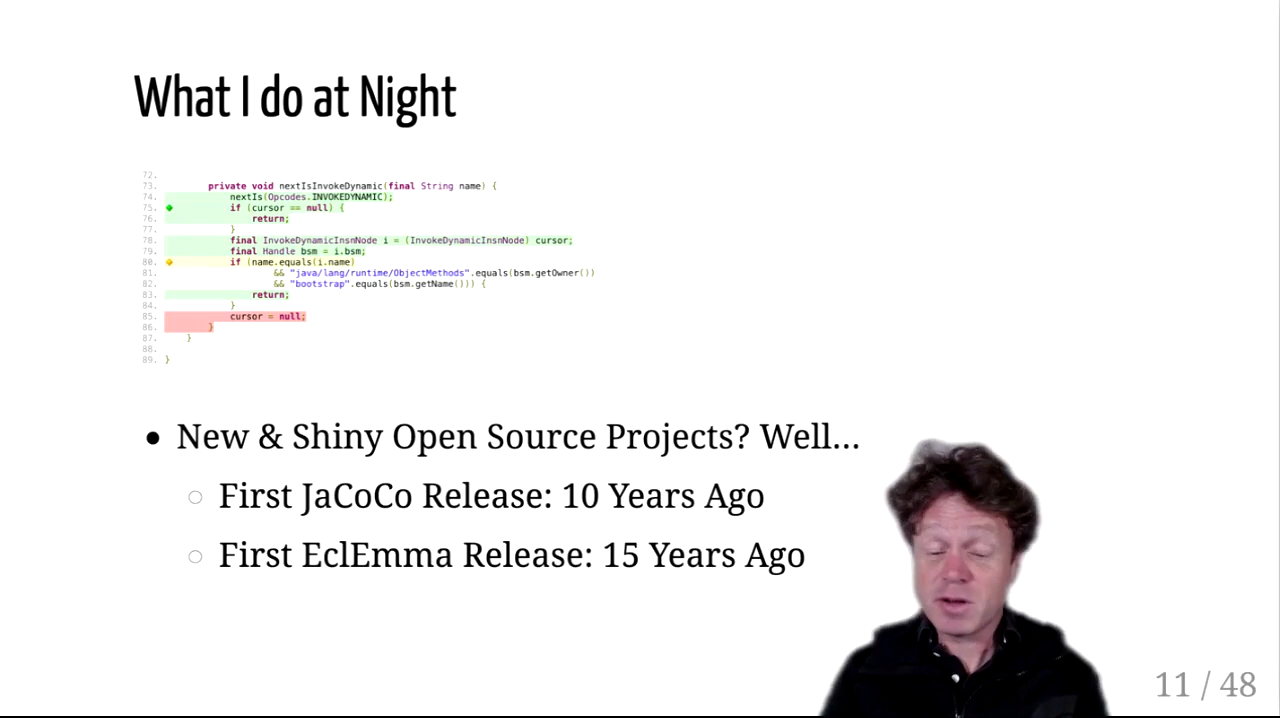 What I do at Night
72.
73. private void nextIsInvokeDynamic(final String name) {
74. nextIs(Opcodes.INVOKEDYNAMIC);
75. if (cursor == null) {
76. return;
77. }
78. final InvokeDynamicInsnNode i = (InvokeDynamicInsnNode) cursor;
79. final Handle bsm = i.bsm;
80. if (name.equals(i.name)
81. && "java/lang/runtime/ObjectMethods".equals(bsm.getOwner())
82. && "bootstrap".equals(bsm.getName())) {
83. return;
84. }
85. cursor = null;
86. }
87. }
88.
89. }
• New & Shiny Open Source Projects? Well...
○ First JaCoCo Release: 10 Years Ago
○ First EclEmma Release: 15 Years Ago
11 / 48